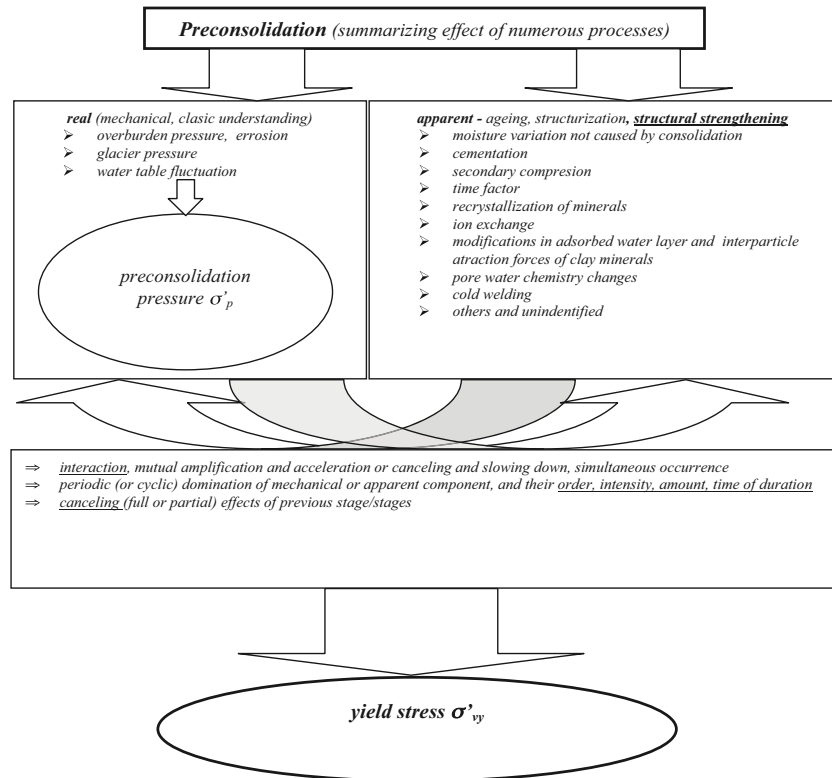 Preconsolidation (summarizing effect of numerous processes)
real (mechanical, clasic understanding)
➢ overburden pressure, errosion
➢ glacier pressure
➢ water table fluctuation
preconsolidation
pressure σ'p
apparent - ageing, structurization, structural strengthening
➢ moisture variation not caused by consolidation
➢ cementation
➢ secondary compresion
➢ time factor
➢ recrystallization of minerals
➢ ion exchange
➢ modifications in adsorbed water layer and interparticle
atraction forces of clay minerals
➢ pore water chemistry changes
➢ cold welding
➢ others and unindentified
⇒ interaction, mutual amplification and acceleration or canceling and slowing down, simultaneous occurrence
⇒ periodic (or cyclic) domination of mechanical or apparent component, and their order, intensity, amount, time of duration
⇒ canceling (full or partial) effects of previous stage/stages
yield stress σ'vy